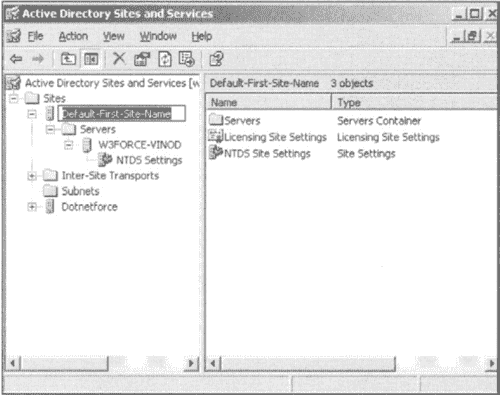 Active Directory Sites and Services
File Action View Window Help
Active Directory Sites and Services [w
Sites
Default-First-Site-Name
Servers
W3FORCE-VINOD
NTDS Settings
Inter-Site Transports
Subnets
Dotnetforce
Default-First-Site-Name 3 objects
Name Type
Servers Servers Container
Licensing Site Settings Licensing Site Settings
NTDS Site Settings Site Settings